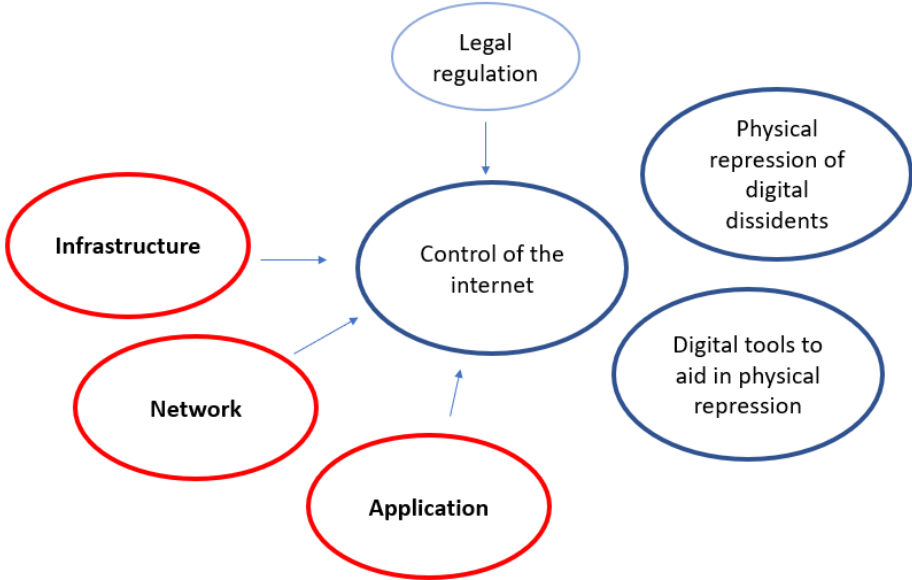 Legal
regulation
Physical
repression of
digital
dissidents
Infrastructure
Control of the
internet
Digital tools to
aid in physical
repression
Network
Application